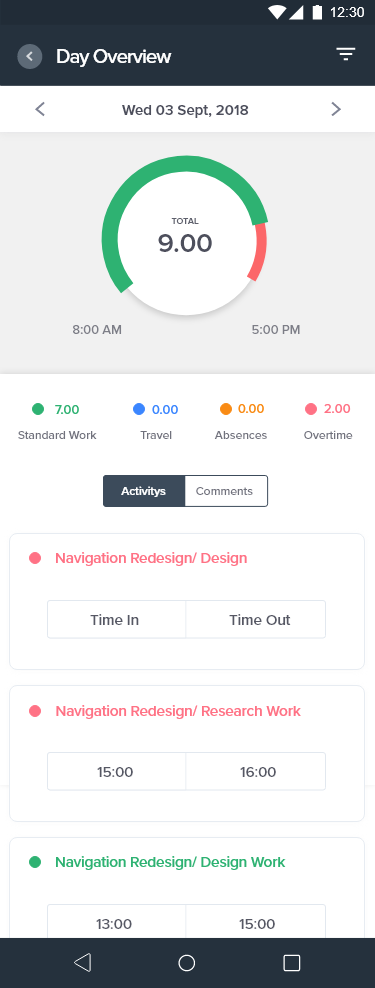 12:30
Day Overview
Wed 03 Sept, 2018
TOTAL
9.00
8:00 AM 5:00 PM
7.00 0.00 0.00 2.00
Standard Work Travel Absences Overtime
Activitys Comments
Navigation Redesign/ Design
Time In Time Out
Navigation Redesign/ Research Work
15:00 16:00
Navigation Redesign/ Design Work
13:00 15:00